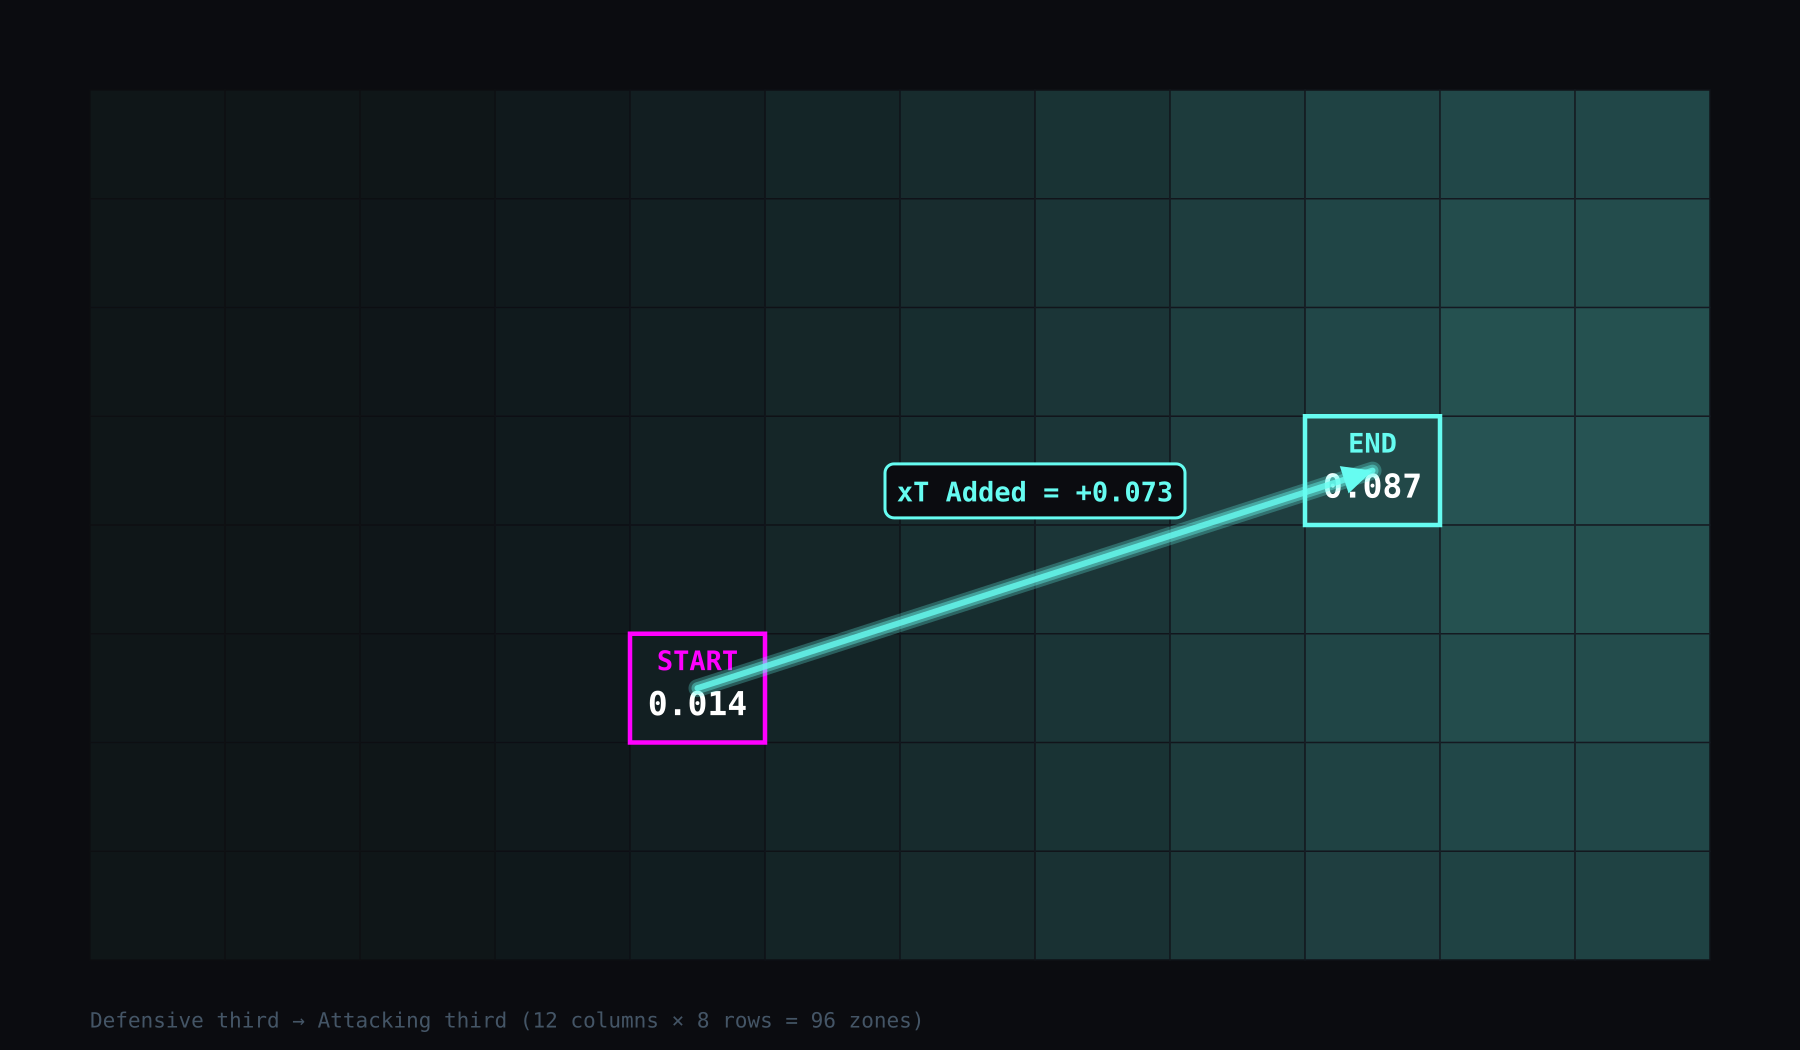 END
0.087
xT Added = +0.073
START
0.014
Defensive third → Attacking third (12 columns × 8 rows = 96 zones)